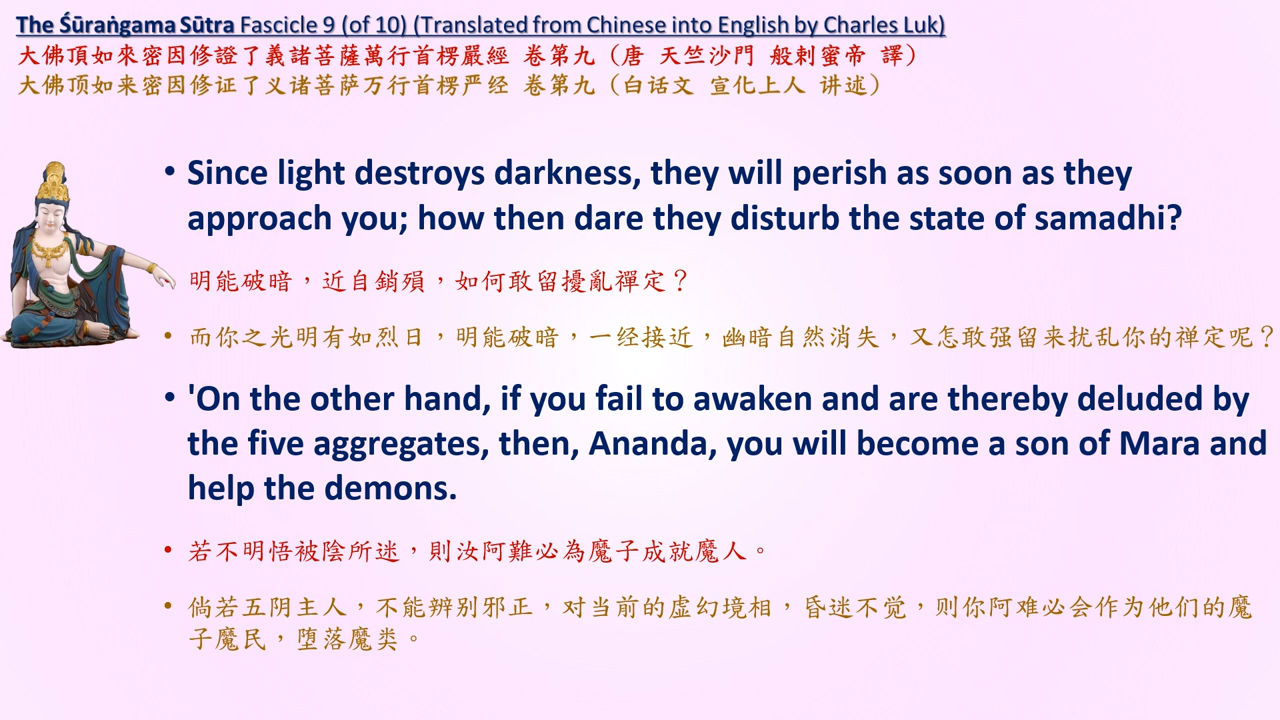 The Śūraṅgama Sūtra Fascicle 9 (of 10) (Translated from Chinese into English by Charles Luk)
大佛頂如來密因修證了義諸菩薩萬行首楞嚴經 卷第九（唐 天竺沙門 般剌蜜帝 譯）
大佛顶如来密因修证了义诸菩萨万行首楞严经 卷第九（白话文 宣化上人 讲述）
• Since light destroys darkness, they will perish as soon as they
approach you; how then dare they disturb the state of samadhi?
明能破暗，近自銷殞，如何敢留擾亂禪定？
• 而你之光明有如烈日，明能破暗，一经接近，幽暗自然消失，又怎敢强留来扰乱你的禅定呢？
• 'On the other hand, if you fail to awaken and are thereby deluded by
the five aggregates, then, Ananda, you will become a son of Mara and
help the demons.
• 若不明悟被陰所迷，則汝阿難必為魔子成就魔人。
• 倘若五阴主人，不能辨别邪正，对当前的虚幻境相，昏迷不觉，则你阿难必会作为他们的魔
子魔民，堕落魔类。